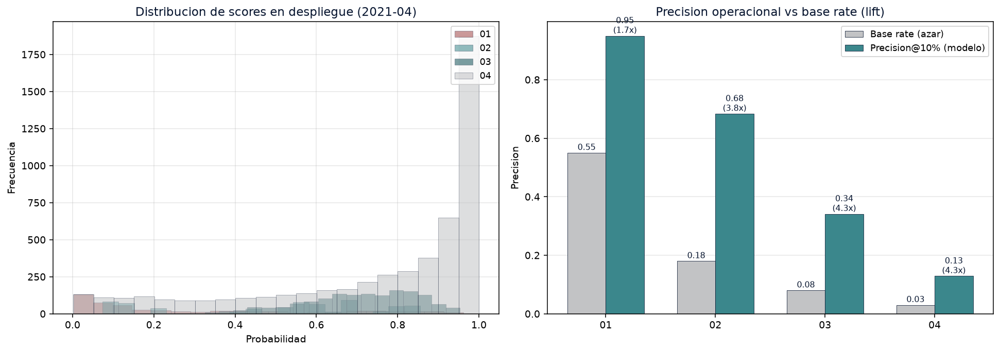 Distribucion de scores en despliegue (2021-04)
Frecuencia
1750
1500
1250
1000
750
500
250
0
0.0 0.2 0.4 0.6 0.8 1.0
Probabilidad
01
02
03
04
Precision operacional vs base rate (lift)
Precision
0.8
0.6
0.4
0.2
0.0
Base rate (azar)
Precision@10% (modelo)
0.55
0.95
(1.7x)
0.18
0.68
(3.8x)
0.08
0.34
(4.3x)
0.03
0.13
(4.3x)
01 02 03 04